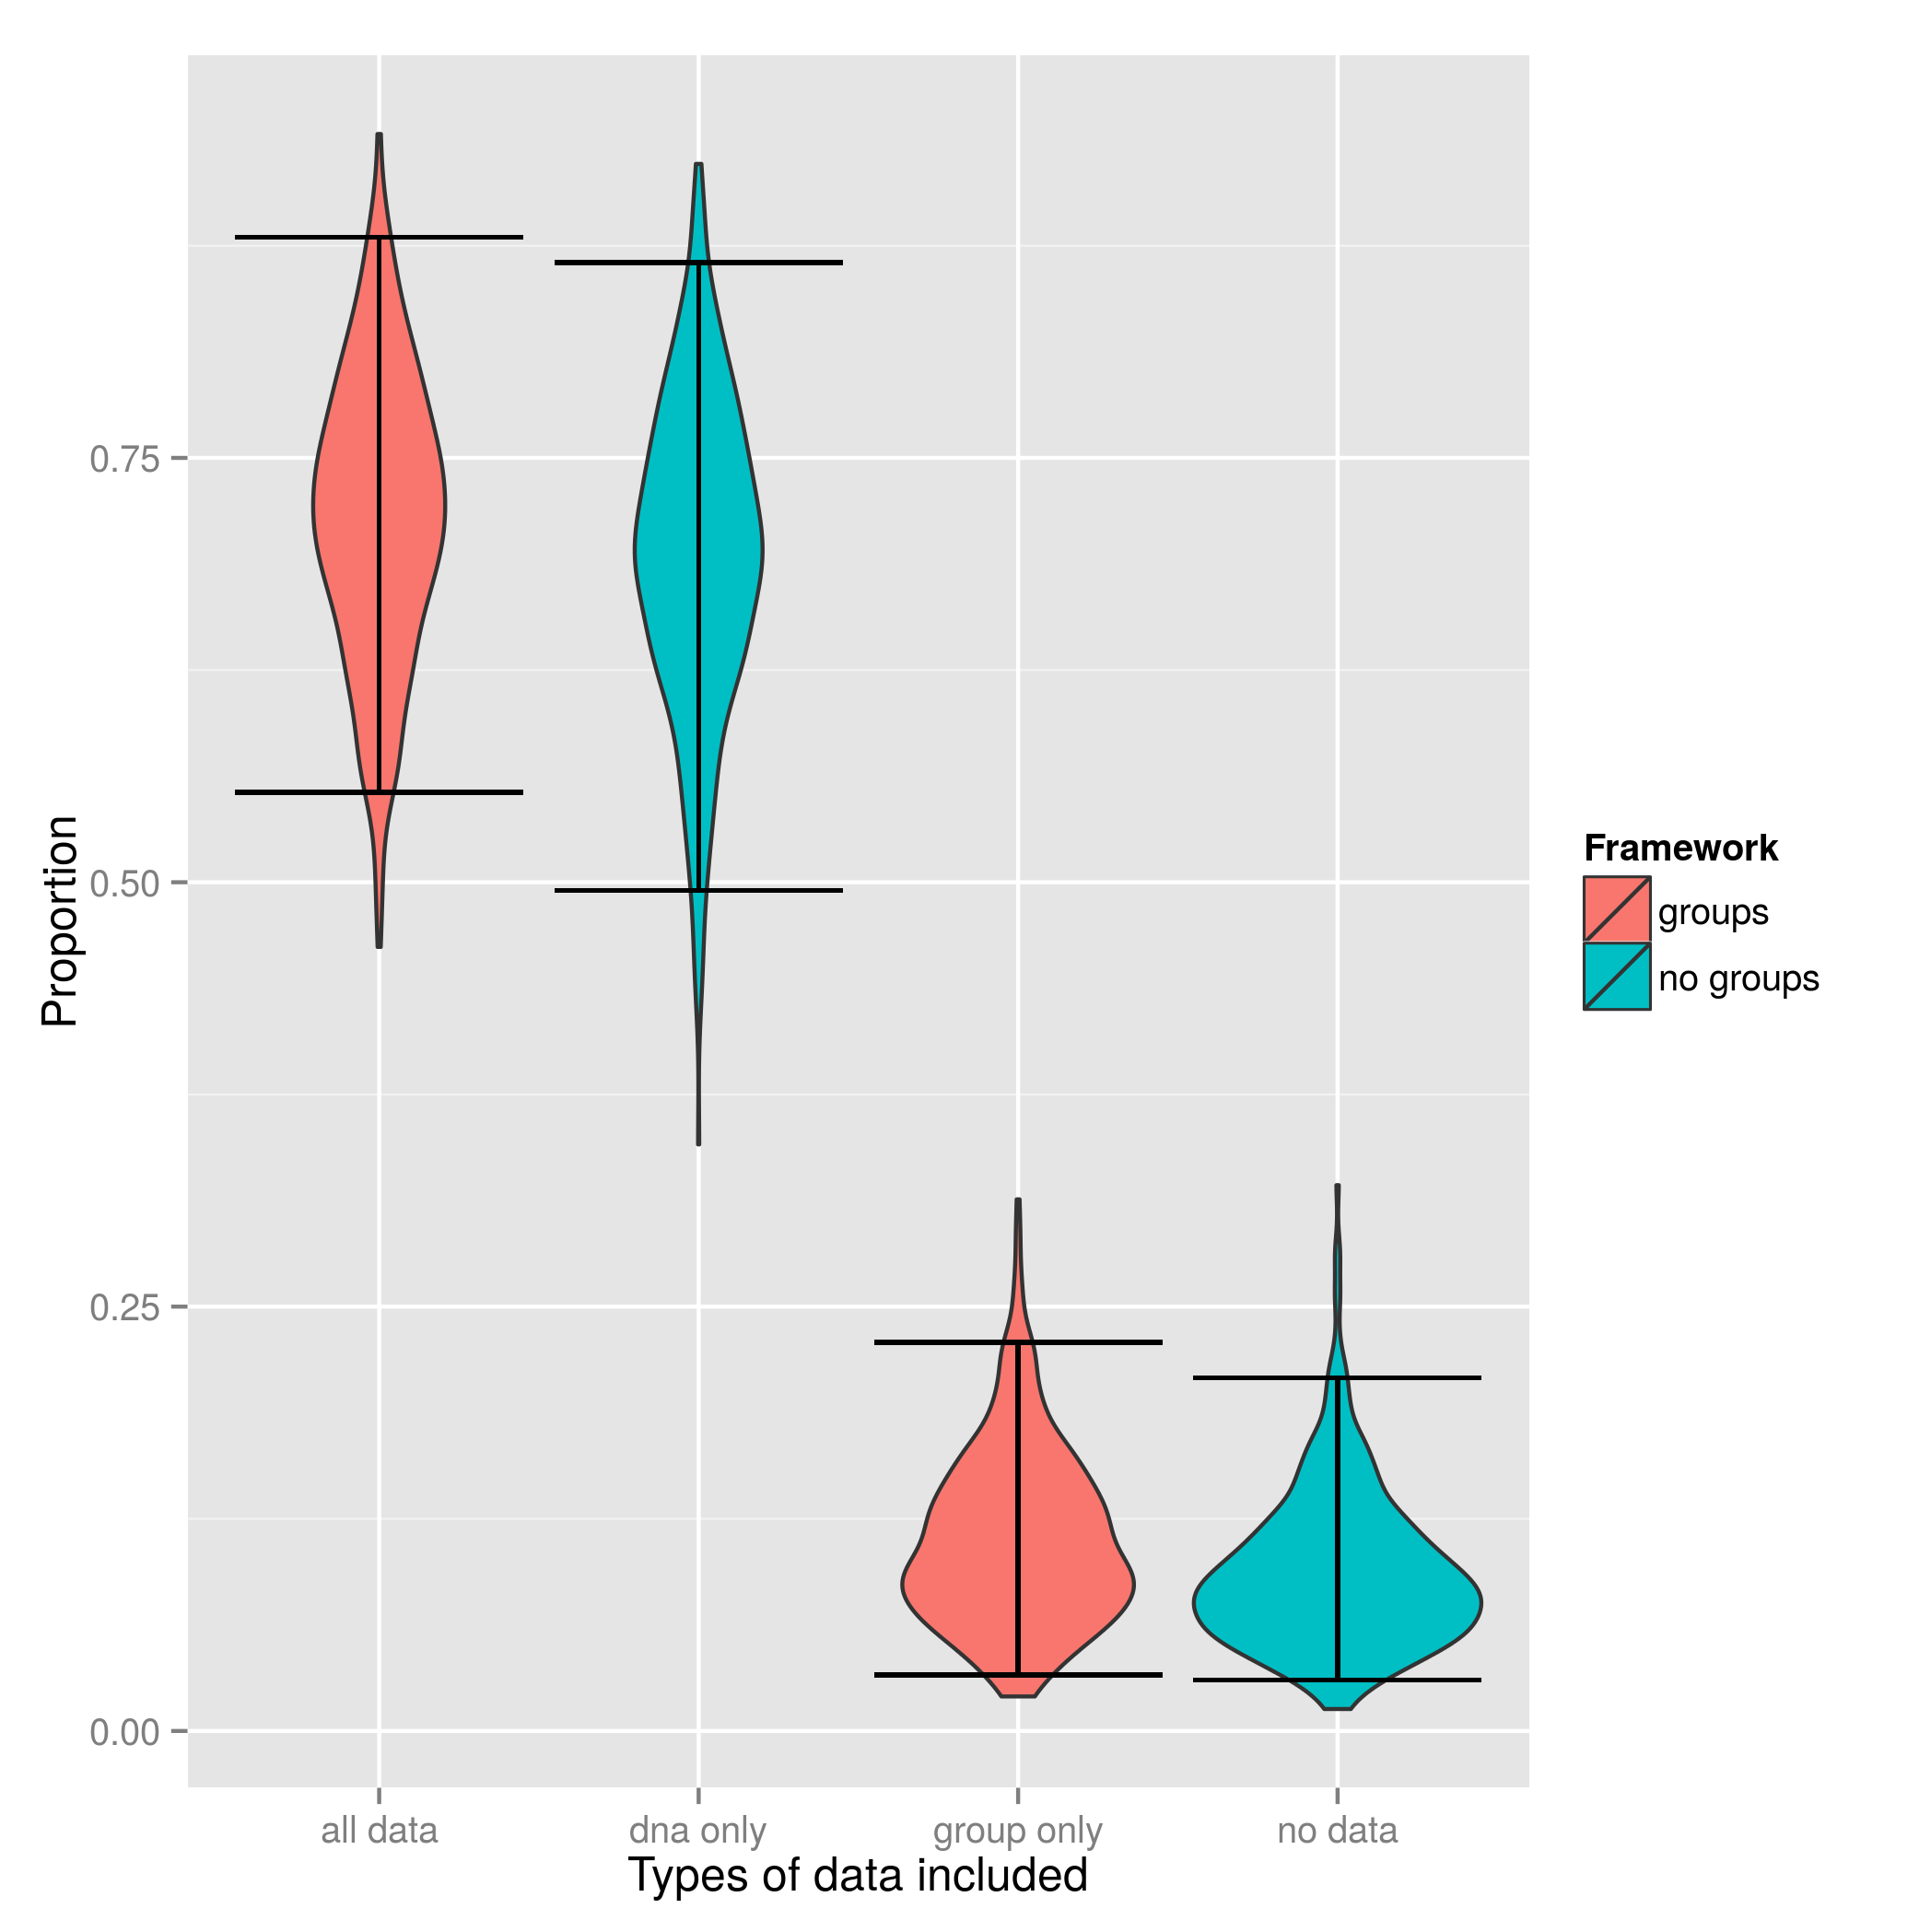 0.75
0.50
0.25
0.00
Proportion
all data
dna only
group only
no data
Types of data included
Framework
groups
no groups